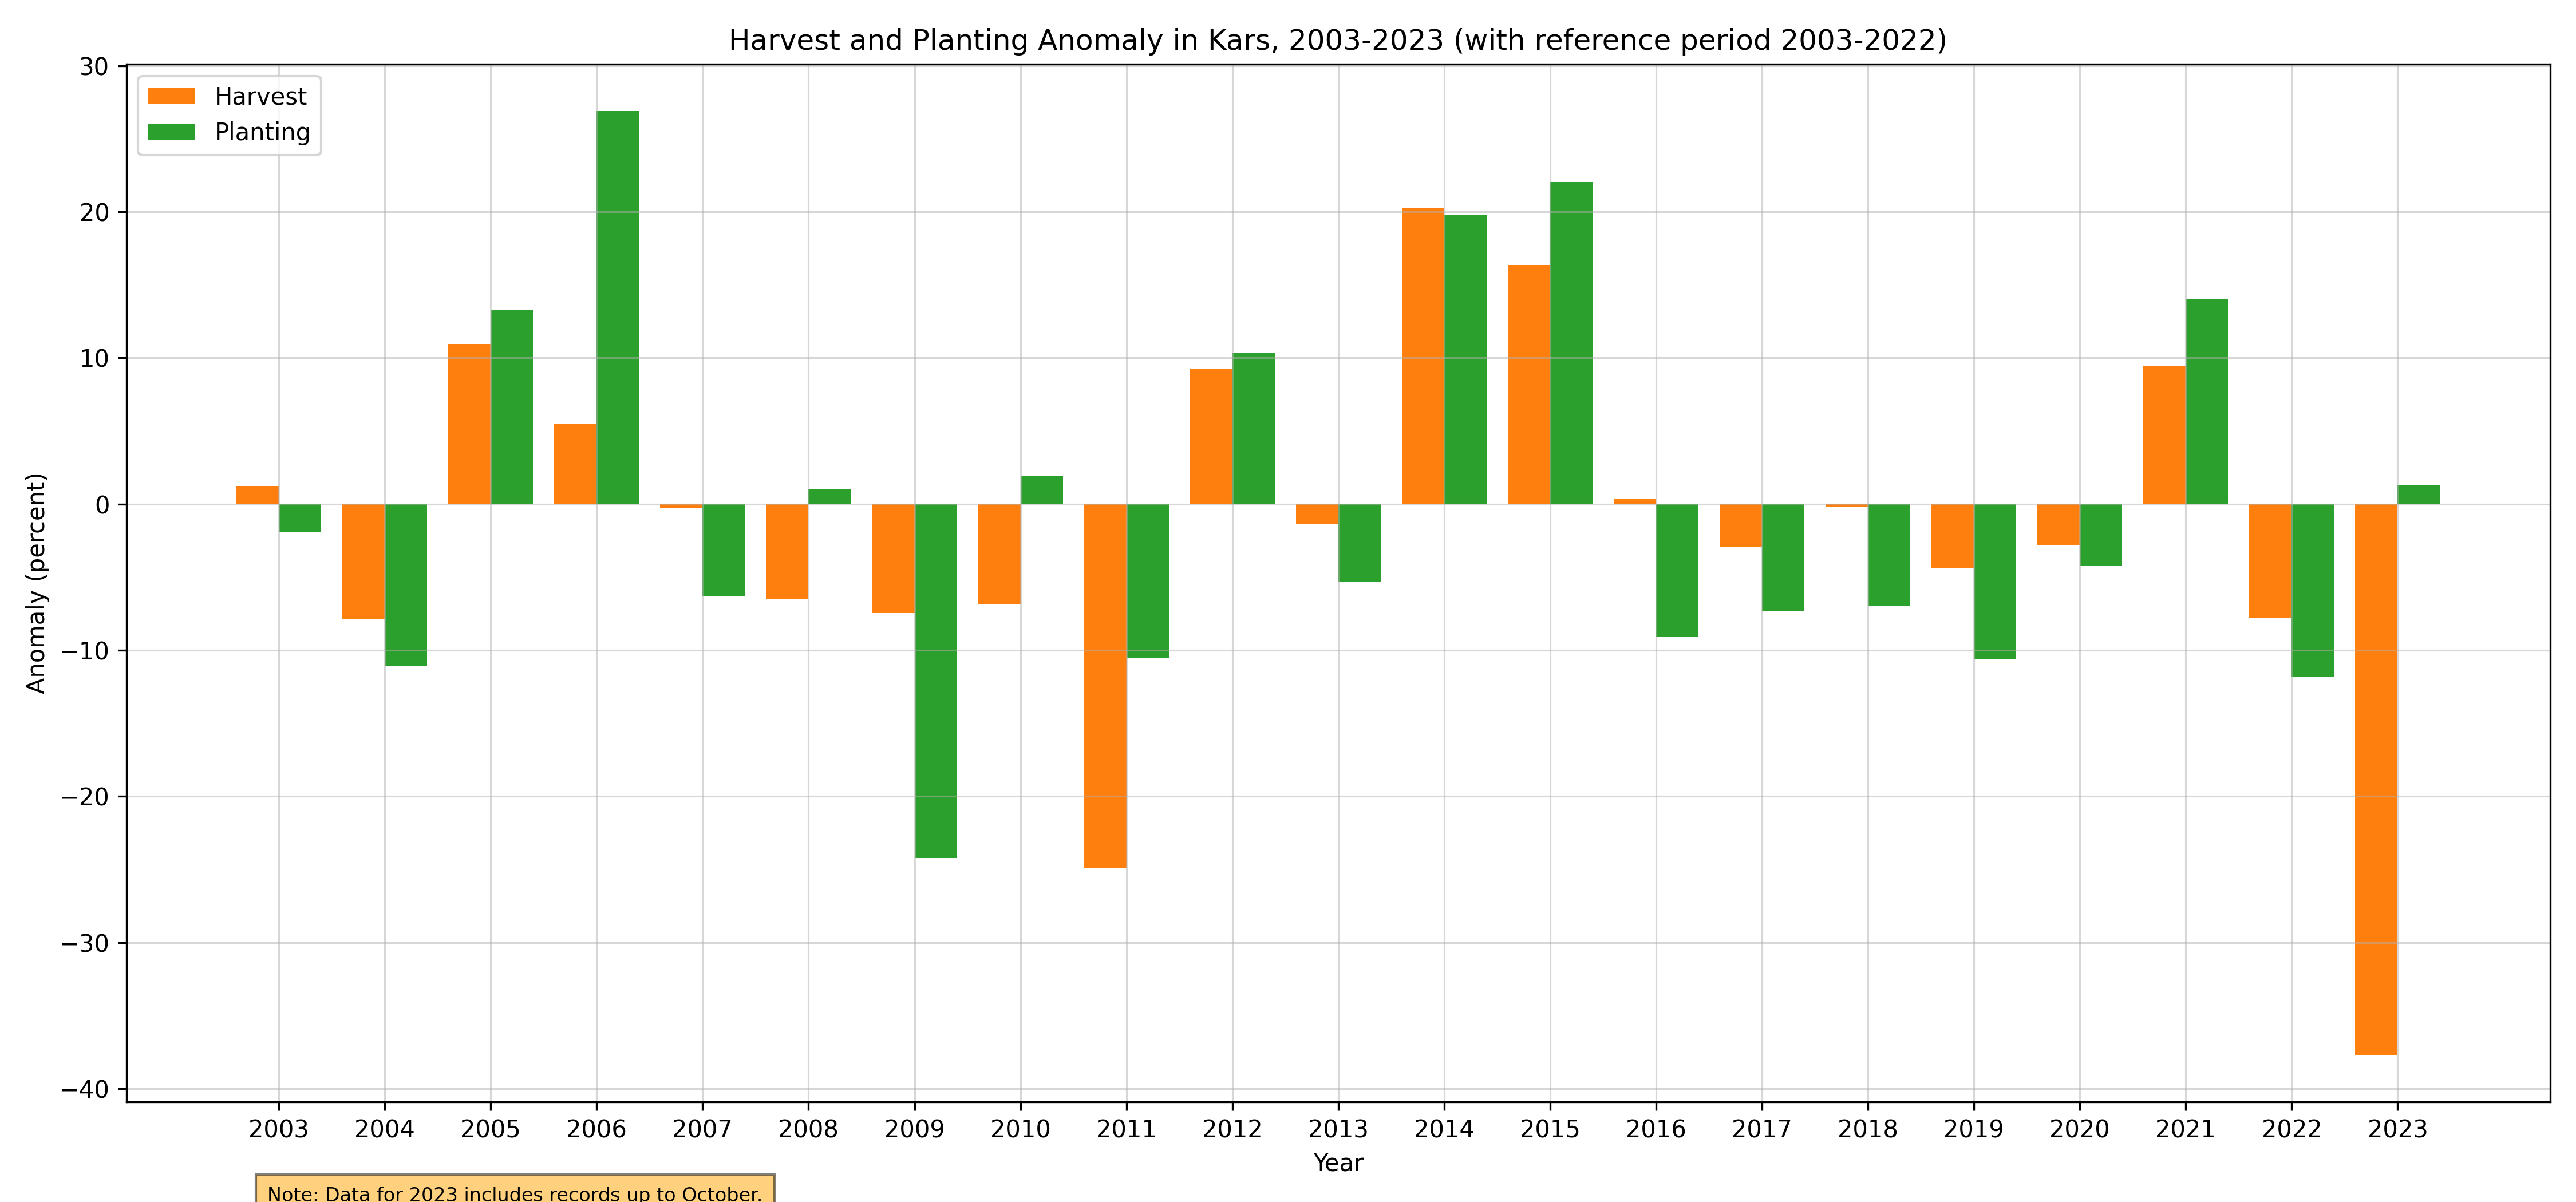 Harvest and Planting Anomaly in Kars, 2003-2023 (with reference period 2003-2022)
Harvest
Planting
Anomaly (percent)
30
20
10
0
−10
−20
−30
−40
2003 2004 2005 2006 2007 2008 2009 2010 2011 2012 2013 2014 2015 2016 2017 2018 2019 2020 2021 2022 2023
Year
Note: Data for 2023 includes records up to October.